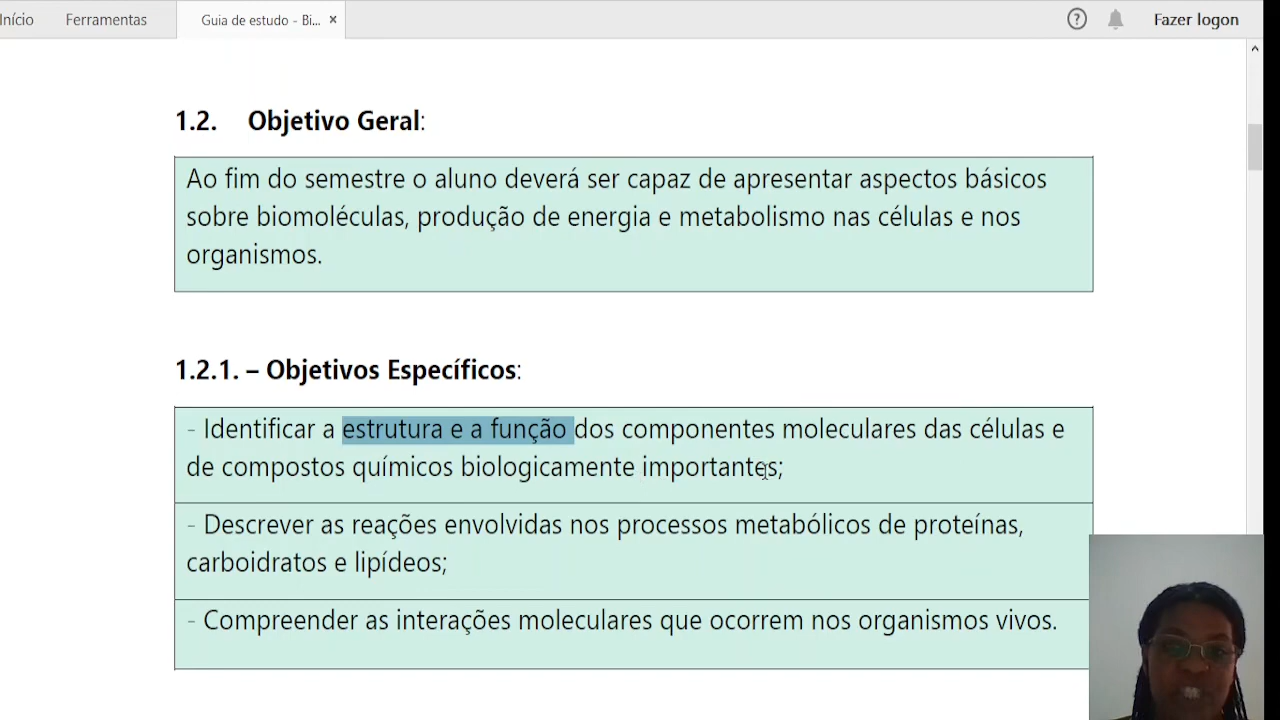 Início Ferramentas Guia de estudo - Bi... × ? Fazer logon
1.2. Objetivo Geral:
Ao fim do semestre o aluno deverá ser capaz de apresentar aspectos básicos
sobre biomoléculas, produção de energia e metabolismo nas células e nos
organismos.
1.2.1. – Objetivos Específicos:
- Identificar a estrutura e a função dos componentes moleculares das células e
de compostos químicos biologicamente importantes;
- Descrever as reações envolvidas nos processos metabólicos de proteínas,
carboidratos e lipídeos;
- Compreender as interações moleculares que ocorrem nos organismos vivos.